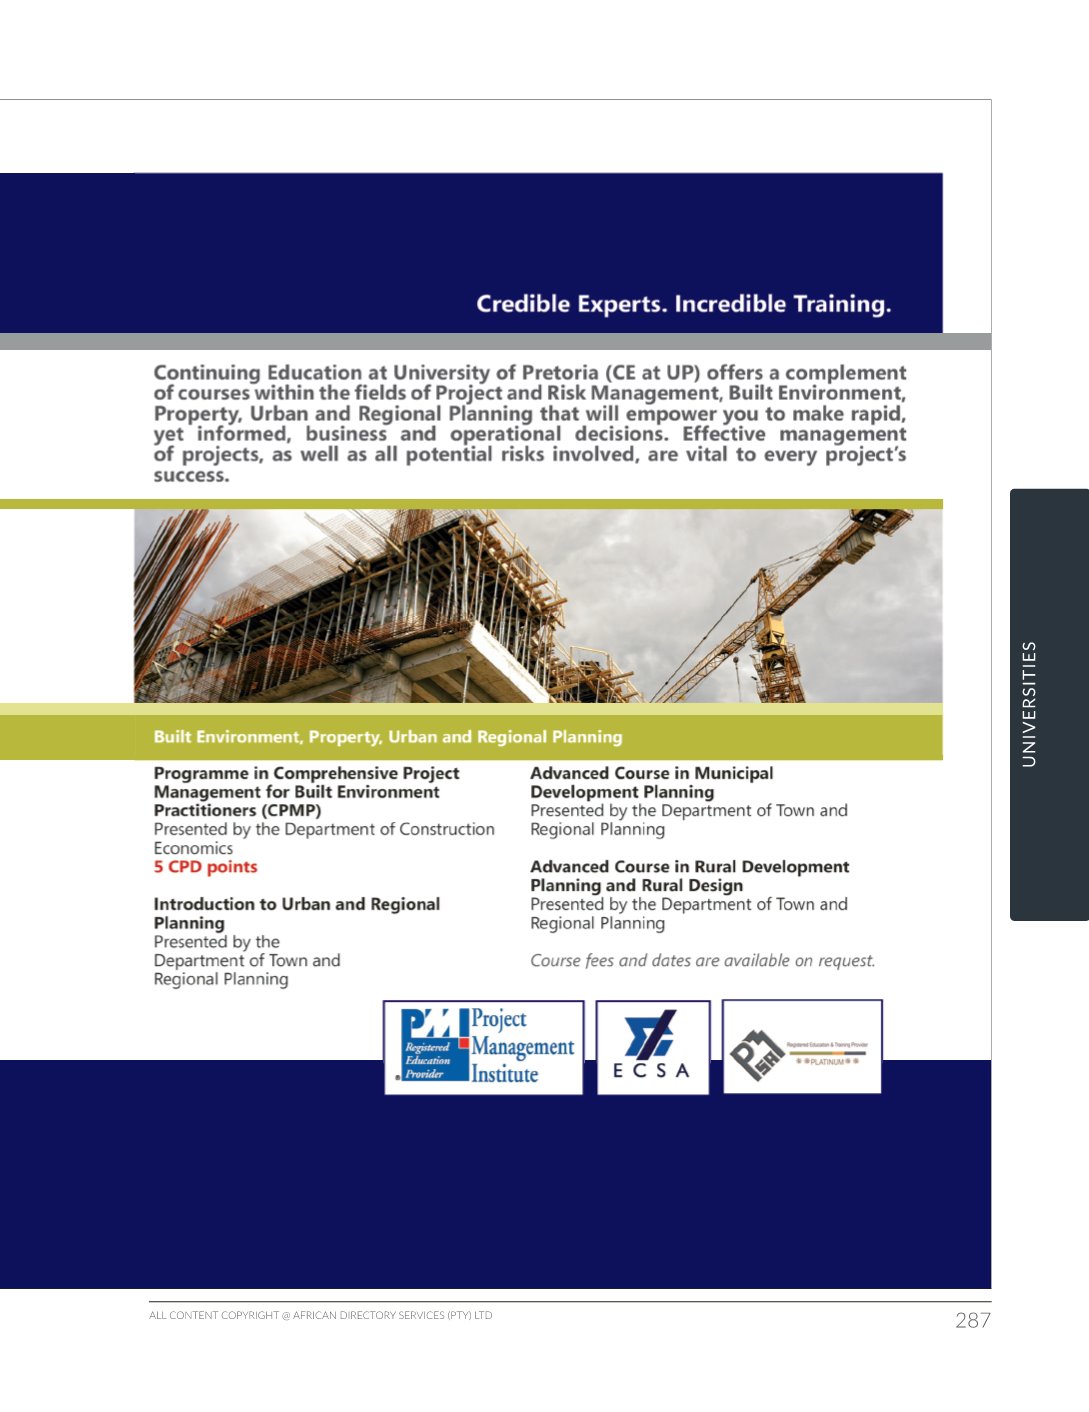 Credible Experts. Incredible Training.
Continuing Education at University of Pretoria (CE at UP) offers a complement
of courses within the fields of Project and Risk Management, Built Environment,
Property, Urban and Regional Planning that will empower you to make rapid,
yet informed, business and operational decisions. Effective management
of projects, as well as all potential risks involved, are vital to every project's
success.
UNIVERSITIES
Built Environment, Property, Urban and Regional Planning
Programme in Comprehensive Project
Management for Built Environment
Practitioners (CPMP)
Presented by the Department of Construction
Economics
5 CPD points
Introduction to Urban and Regional
Planning
Presented by the
Department of Town and
Regional Planning
Advanced Course in Municipal
Development Planning
Presented by the Department of Town and
Regional Planning
Advanced Course in Rural Development
Planning and Rural Design
Presented by the Department of Town and
Regional Planning
Course fees and dates are available on request.
PMI
Registered
Education
® Provider
Project
Management
Institute
ECSA
PMSA
Registered Education & Training Provider
PLATINUM
ALL CONTENT COPYRIGHT @ AFRICAN DIRECTORY SERVICES (PTY) LTD
287